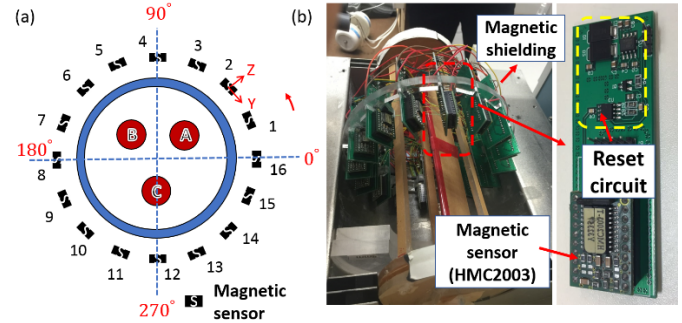 (a)
90°
4
5
3
6
2
Z
Y
7
1
B
A
180°
0°
8
16
C
9
15
10
14
11
12
13
270°
S Magnetic
sensor
(b)
Magnetic
shielding
Reset
circuit
Magnetic
sensor
(HMC2003)